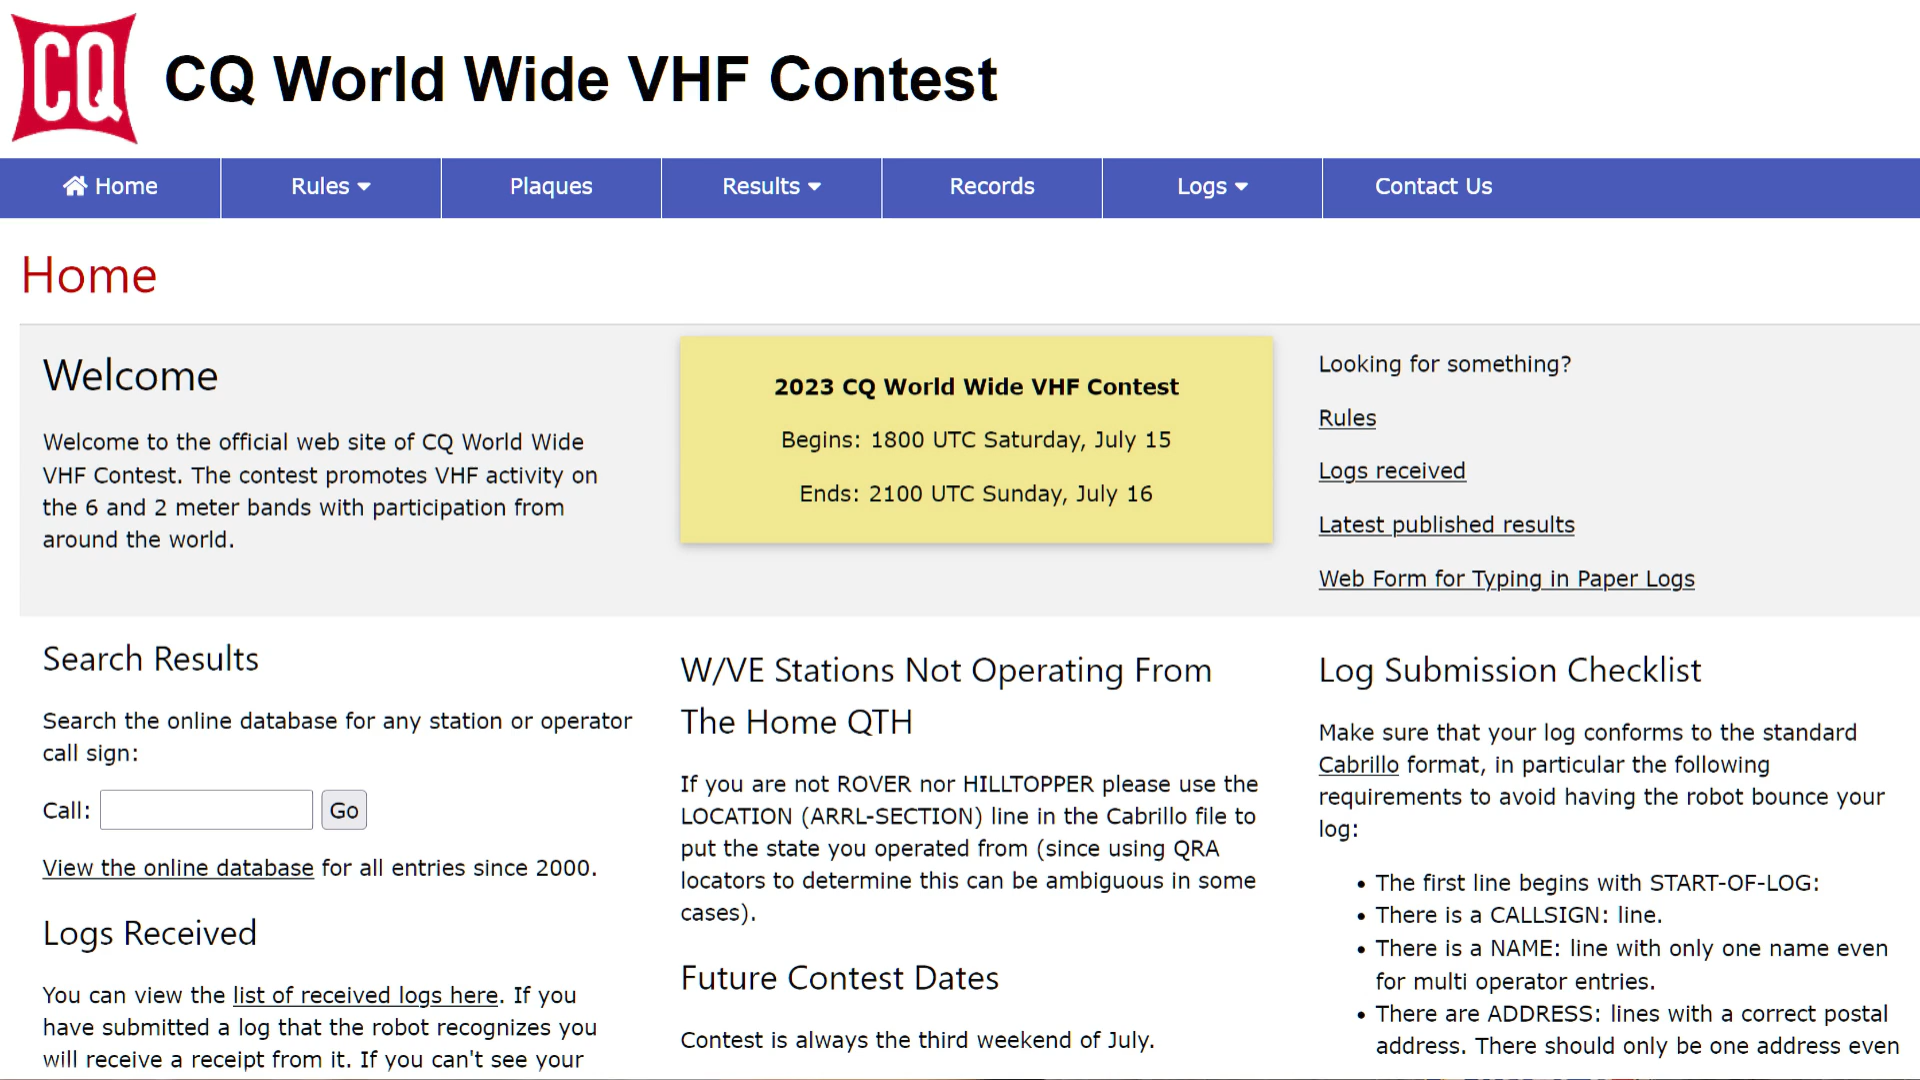 CQ
CQ World Wide VHF Contest
Home
Rules
Plaques
Results
Records
Logs
Contact Us
Home
Welcome
Welcome to the official web site of CQ World Wide
VHF Contest. The contest promotes VHF activity on
the 6 and 2 meter bands with participation from
around the world.
2023 CQ World Wide VHF Contest
Begins: 1800 UTC Saturday, July 15
Ends: 2100 UTC Sunday, July 16
Looking for something?
Rules
Logs received
Latest published results
Web Form for Typing in Paper Logs
Search Results
Search the online database for any station or operator
call sign:
Call: Go
View the online database for all entries since 2000.
Logs Received
You can view the list of received logs here. If you
have submitted a log that the robot recognizes you
will receive a receipt from it. If you can't see your
W/VE Stations Not Operating From
The Home QTH
If you are not ROVER nor HILLTOPPER please use the
LOCATION (ARRL-SECTION) line in the Cabrillo file to
put the state you operated from (since using QRA
locators to determine this can be ambiguous in some
cases).
Future Contest Dates
Contest is always the third weekend of July.
Log Submission Checklist
Make sure that your log conforms to the standard
Cabrillo format, in particular the following
requirements to avoid having the robot bounce your
log:
• The first line begins with START-OF-LOG:
• There is a CALLSIGN: line.
• There is a NAME: line with only one name even
for multi operator entries.
• There are ADDRESS: lines with a correct postal
address. There should only be one address even